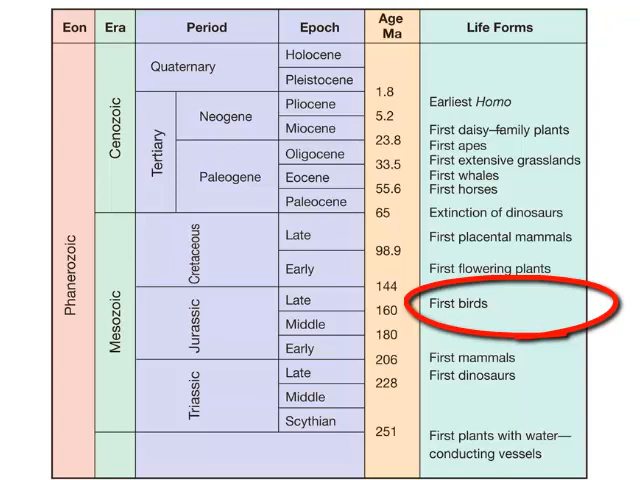 Eon Era Period Epoch Age Ma Life Forms
Phanerozoic
Cenozoic
Quaternary
Holocene
Pleistocene
1.8
Tertiary
Neogene
Pliocene
Earliest Homo
5.2
Miocene
First daisy–family plants
23.8
First apes
Paleogene
Oligocene
First extensive grasslands
33.5
Eocene
First whales
55.6
First horses
Paleocene
65
Extinction of dinosaurs
Mesozoic
Cretaceous
Late
First placental mammals
98.9
Early
First flowering plants
144
Jurassic
Late
First birds
160
Middle
180
Early
206
First mammals
Triassic
Late
First dinosaurs
228
Middle
Scythian
251
First plants with water—
conducting vessels